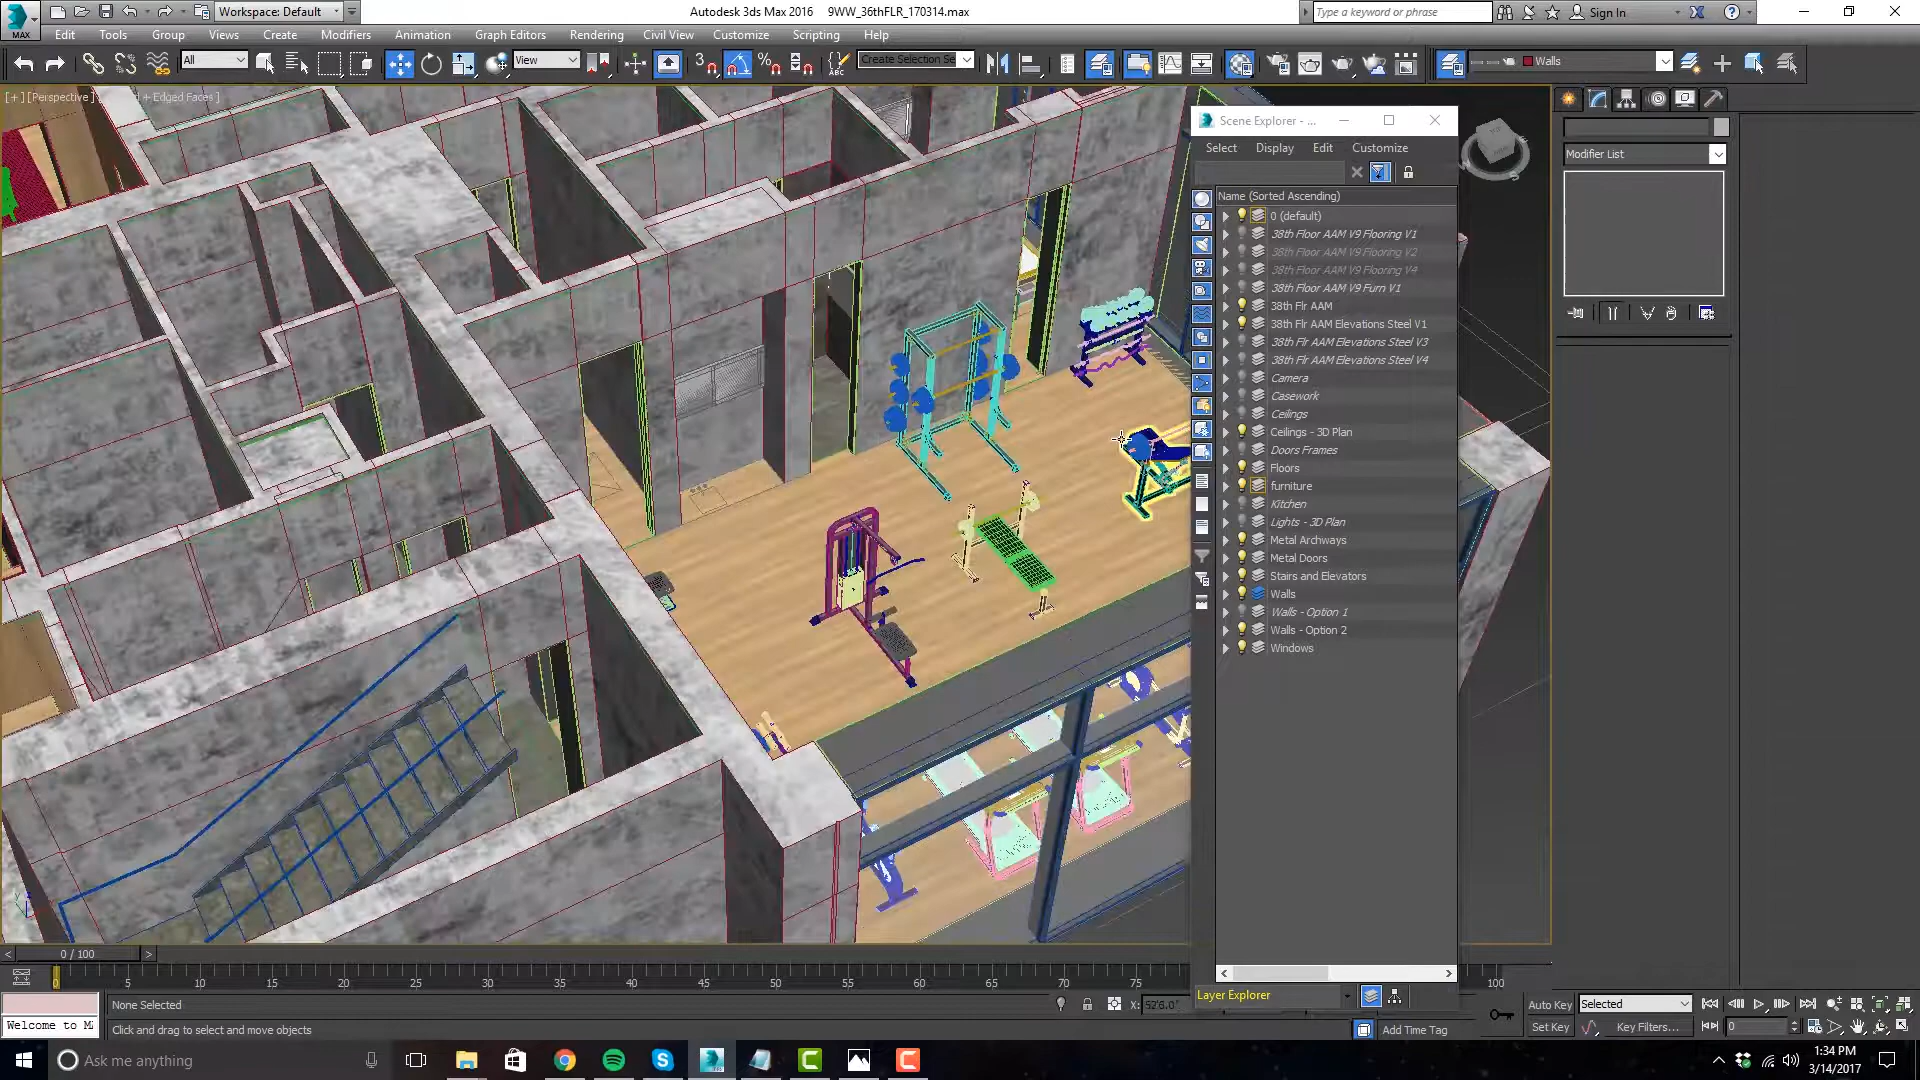 Workspace: Default
Autodesk 3ds Max 2016    9WW_36thFLR_170314.max
Type a keyword or phrase
Sign In
MAX
Edit Tools Group Views Create Modifiers Animation Graph Editors Rendering Civil View Customize Scripting Help
All
View
3
ABC
Create Selection Se
Walls
[+] [Perspective] + Edged Faces ]
Scene Explorer - ...
Select Display Edit Customize
Name (Sorted Ascending)
0 (default)
38th Floor AAM V9 Flooring V1
38th Floor AAM V9 Flooring V2
38th Floor AAM V9 Flooring V4
38th Floor AAM V9 Furn V1
38th Flr AAM
38th Flr AAM Elevations Steel V1
38th Flr AAM Elevations Steel V3
38th Flr AAM Elevations Steel V4
Camera
Casework
Ceilings
Ceilings - 3D Plan
Doors Frames
Floors
furniture
Kitchen
Lights - 3D Plan
Metal Archways
Metal Doors
Stairs and Elevators
Walls
Walls - Option 1
Walls - Option 2
Windows
Layer Explorer
Modifier List
0 / 100
0 5 10 15 20 25 30 35 40 45 50 55 60 65 70 75 100
None Selected
X:
Auto Key
Selected
Welcome to M
Click and drag to select and move objects
Add Time Tag
Set Key
Key Filters...
0
Ask me anything
1:34 PM
3/14/2017